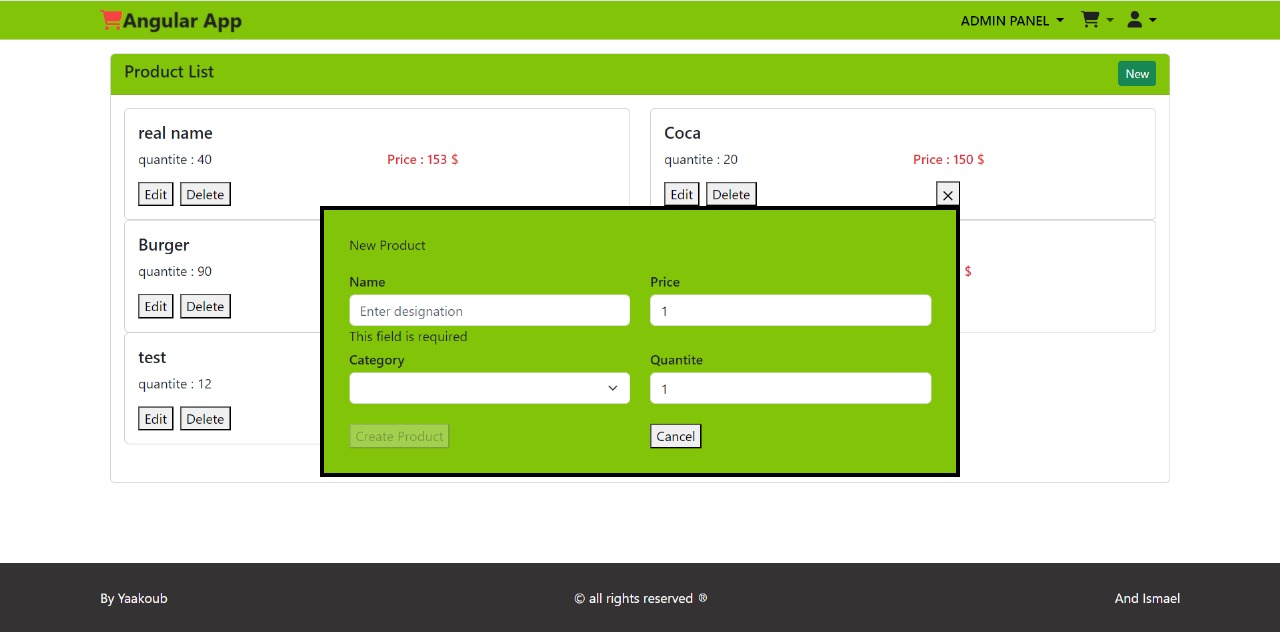 Angular App
ADMIN PANEL
Product List
New
real name
quantite : 40
Price : 153 $
Edit
Delete
Coca
quantite : 20
Price : 150 $
Edit
Delete
×
Burger
quantite : 90
Edit
Delete
$
test
quantite : 12
Edit
Delete
New Product
Name
Price
Enter designation
1
This field is required
Category
Quantite
1
Create Product
Cancel
By Yaakoub
© all rights reserved ®
And Ismael